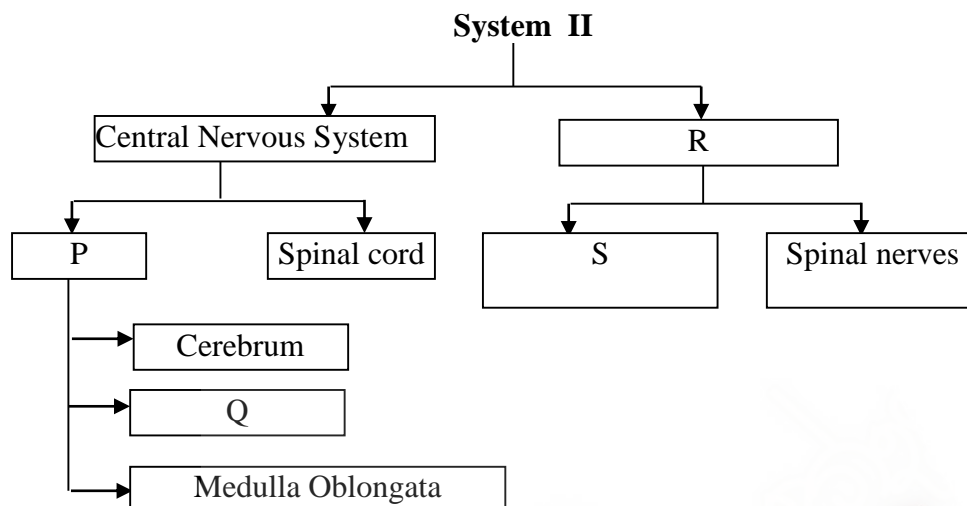 System II
Central Nervous System
R
P
Spinal cord
S
Spinal nerves
Cerebrum
Q
Medulla Oblongata